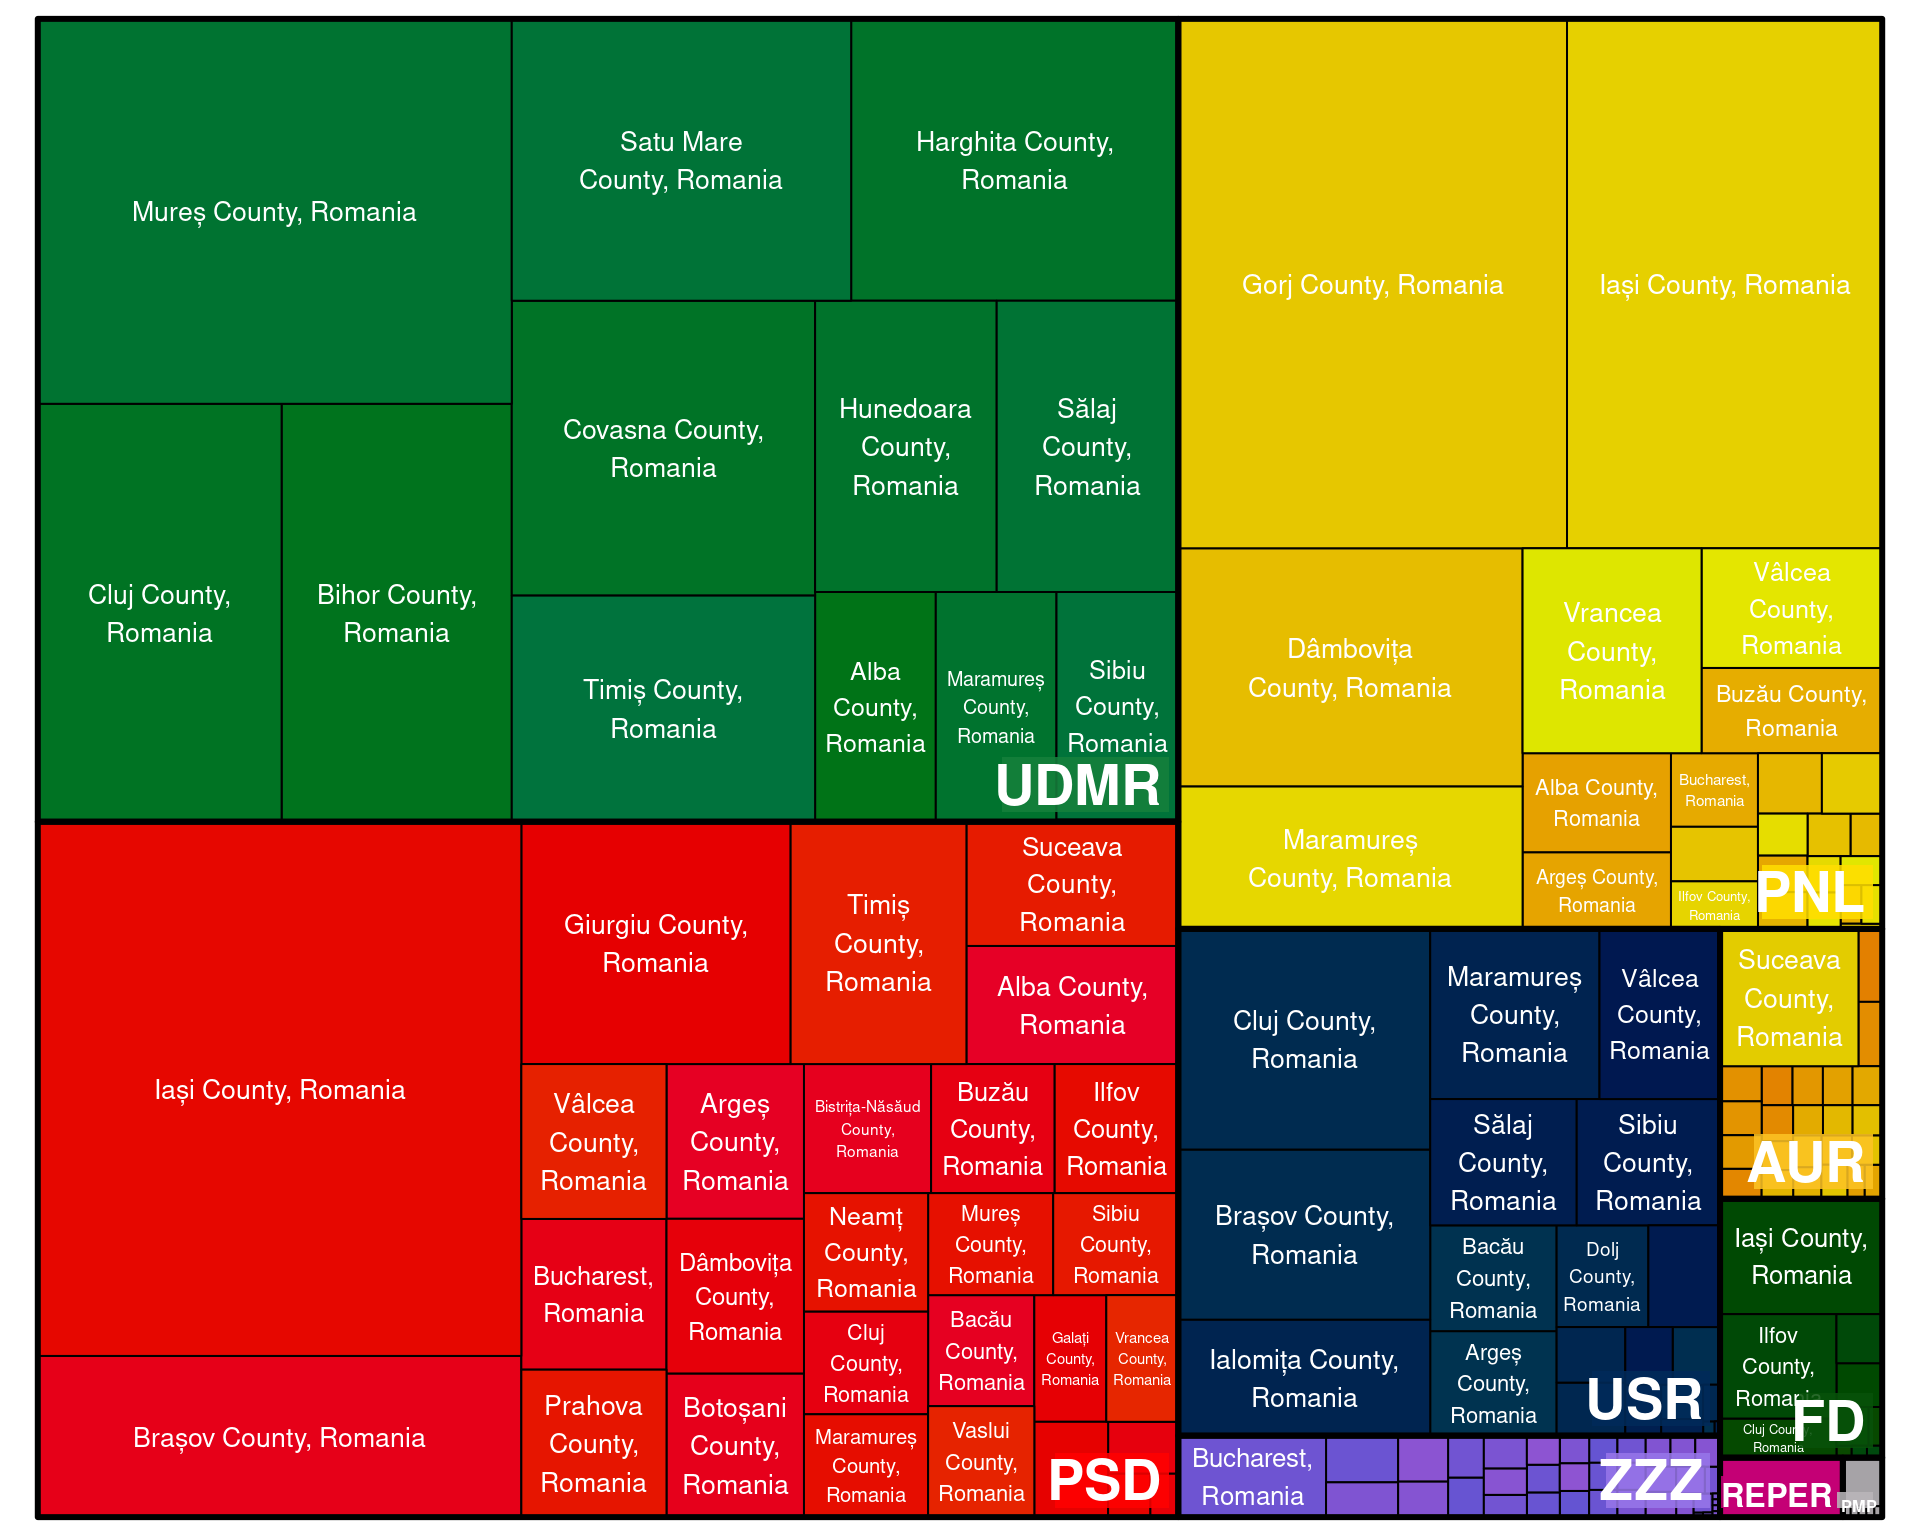 Mureș County, Romania
Satu Mare
County, Romania
Harghita County,
Romania
Cluj County,
Romania
Bihor County,
Romania
Covasna County,
Romania
Hunedoara
County,
Romania
Sălaj
County,
Romania
Timiș County,
Romania
Alba
County,
Romania
Maramureș
County,
Romania
Sibiu
County,
Romania
UDMR
Gorj County, Romania
Iași County, Romania
Dâmbovița
County, Romania
Vrancea
County,
Romania
Vâlcea
County,
Romania
Buzău County,
Romania
Maramureș
County, Romania
Alba County,
Romania
Bucharest,
Romania
Argeș County,
Romania
Ilfov County,
Romania
PNL
Iași County, Romania
Brașov County, Romania
Giurgiu County,
Romania
Timiș
County,
Romania
Suceava
County,
Romania
Alba County,
Romania
Vâlcea
County,
Romania
Argeș
County,
Romania
Bistrița-Năsăud
County,
Romania
Buzău
County,
Romania
Ilfov
County,
Romania
Bucharest,
Romania
Dâmbovița
County,
Romania
Neamț
County,
Romania
Mureș
County,
Romania
Sibiu
County,
Romania
Prahova
County,
Romania
Botoșani
County,
Romania
Cluj
County,
Romania
Bacău
County,
Romania
Galați
County,
Romania
Vrancea
County,
Romania
Maramureș
County,
Romania
Vaslui
County,
Romania
PSD
Cluj County,
Romania
Maramureș
County,
Romania
Vâlcea
County,
Romania
Brașov County,
Romania
Sălaj
County,
Romania
Sibiu
County,
Romania
Ialomița County,
Romania
Bacău
County,
Romania
Dolj
County,
Romania
Argeș
County,
Romania
USR
Suceava
County,
Romania
AUR
Iași County,
Romania
Ilfov
County,
Romania
Cluj County,
Romania
FD
Bucharest,
Romania
ZZZ
REPER
PMP